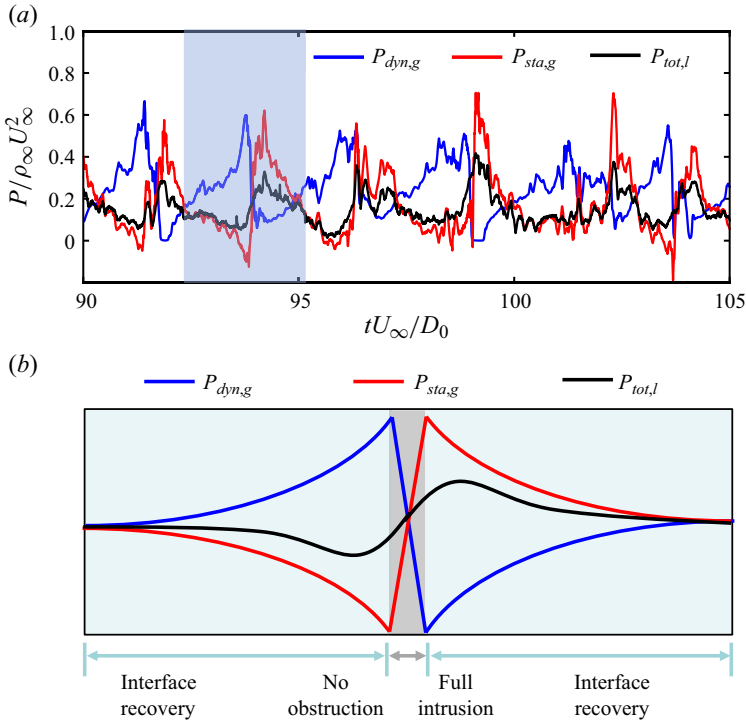 (a)
P/ρ∞U²∞
1.0
0.8
0.6
0.4
0.2
0
P_dyn,g P_sta,g P_tot,l
90 95 100 105
tU∞/D₀
(b)
P_dyn,g P_sta,g P_tot,l
Interface No Full Interface
recovery obstruction intrusion recovery